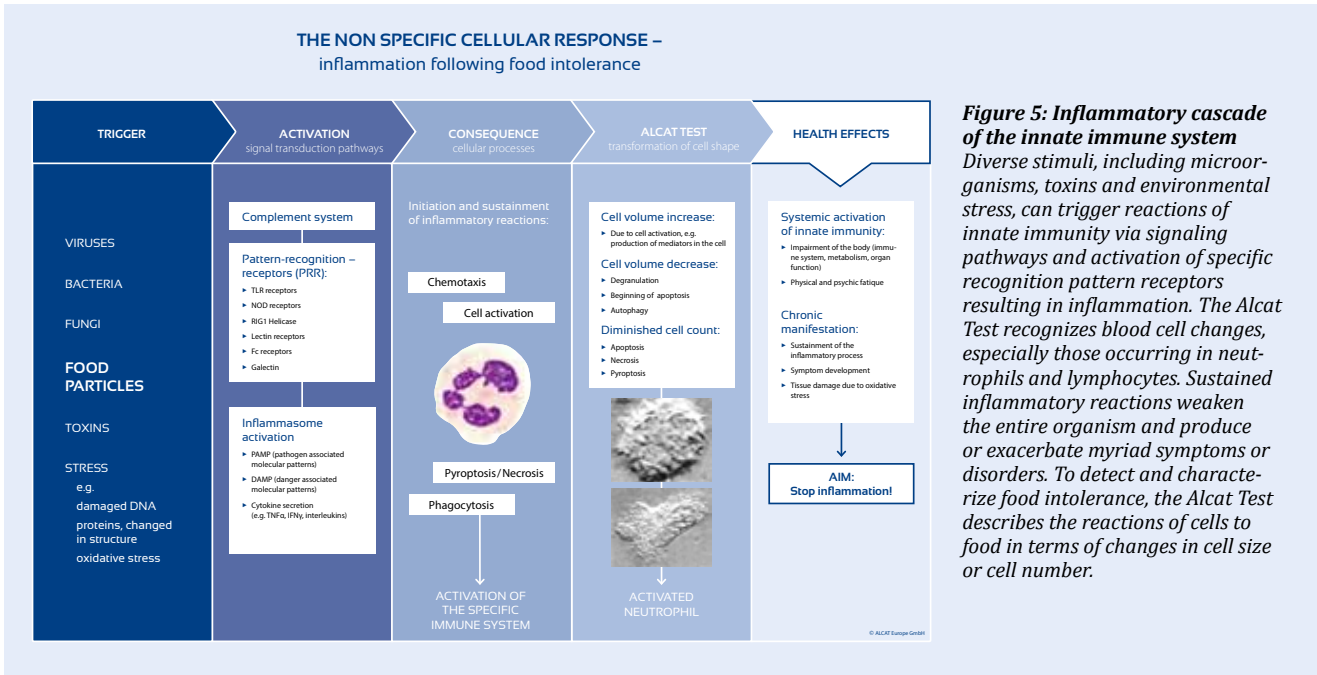 THE NON SPECIFIC CELLULAR RESPONSE –
inflammation following food intolerance
TRIGGER
VIRUSES
BACTERIA
FUNGI
FOOD
PARTICLES
TOXINS
STRESS
e.g.
damaged DNA
proteins, changed
in structure
oxidative stress
ACTIVATION
signal transduction pathways
Complement system
Pattern-recognition –
receptors (PRR):
▸ TLR receptors
▸ NOD receptors
▸ RIG1 Helicase
▸ Lectin receptors
▸ Fc receptors
▸ Galectin
Inflammasome
activation
▸ PAMP (pathogen associated
molecular patterns)
▸ DAMP (danger associated
molecular patterns)
▸ Cytokine secretion
(e.g. TNFα, IFNγ, interleukins)
CONSEQUENCE
cellular processes
Initiation and sustainment
of inflammatory reactions:
Chemotaxis
Cell activation
Pyroptosis/Necrosis
Phagocytosis
ACTIVATION OF
THE SPECIFIC
IMMUNE SYSTEM
ALCAT TEST
transformation of cell shape
Cell volume increase:
▸ Due to cell activation, e.g.
production of mediators in the cell
Cell volume decrease:
▸ Degranulation
▸ Beginning of apoptosis
▸ Autophagy
Diminished cell count:
▸ Apoptosis
▸ Necrosis
▸ Pyroptosis
ACTIVATED
NEUTROPHIL
HEALTH EFFECTS
Systemic activation
of innate immunity:
▸ Impairment of the body (immu-
ne system, metabolism, organ
function)
▸ Physical and psychic fatique
Chronic
manifestation:
▸ Sustainment of the
inflammatory process
▸ Symptom development
▸ Tissue damage due to oxidative
stress
AIM:
Stop inflammation!
© ALCAT Europe GmbH
Figure 5: Inflammatory cascade
of the innate immune system
Diverse stimuli, including microor-
ganisms, toxins and environmental
stress, can trigger reactions of
innate immunity via signaling
pathways and activation of specific
recognition pattern receptors
resulting in inflammation. The Alcat
Test recognizes blood cell changes,
especially those occurring in neut-
rophils and lymphocytes. Sustained
inflammatory reactions weaken
the entire organism and produce
or exacerbate myriad symptoms or
disorders. To detect and characte-
rize food intolerance, the Alcat Test
describes the reactions of cells to
food in terms of changes in cell size
or cell number.